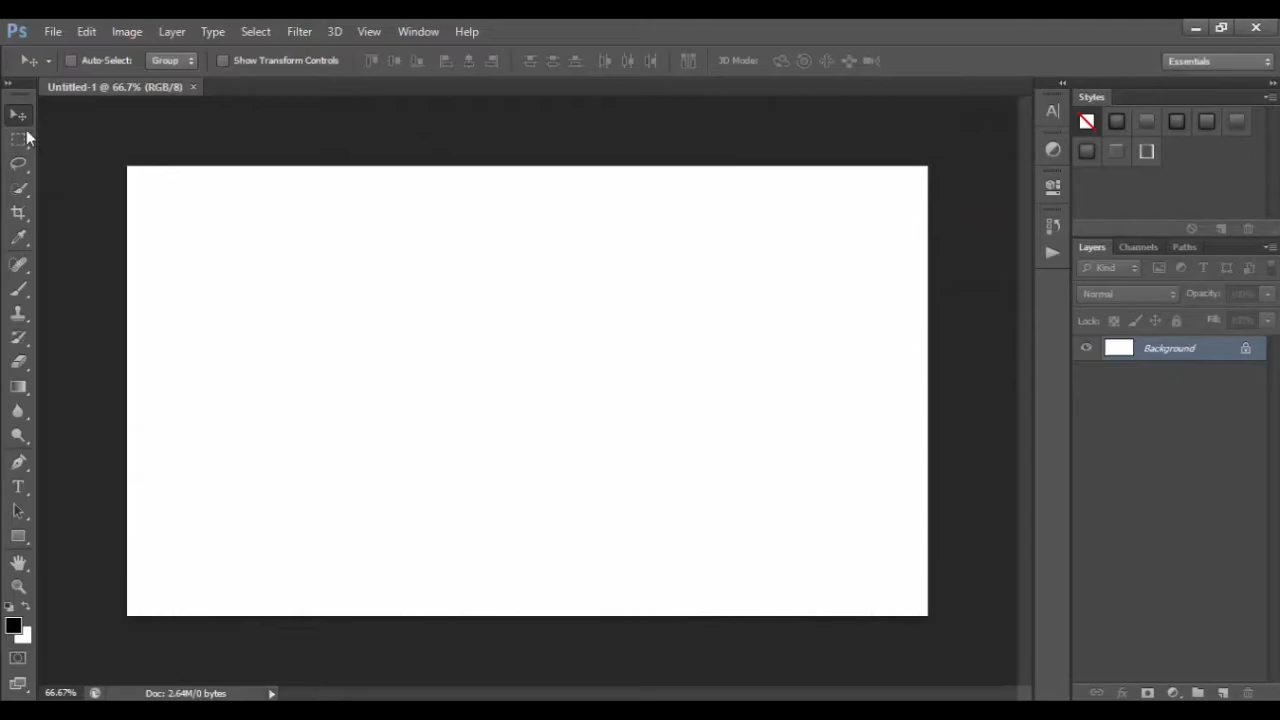 Ps File Edit Image Layer Type Select Filter 3D View Window Help
Auto-Select: Group Show Transform Controls 3D Mode: Essentials
Untitled-1 @ 66.7% (RGB/8) ×
Styles
Layers Channels Paths
Kind
Normal Opacity: 100%
Lock: Fill: 100%
Background
66.67% Doc: 2.64M/0 bytes